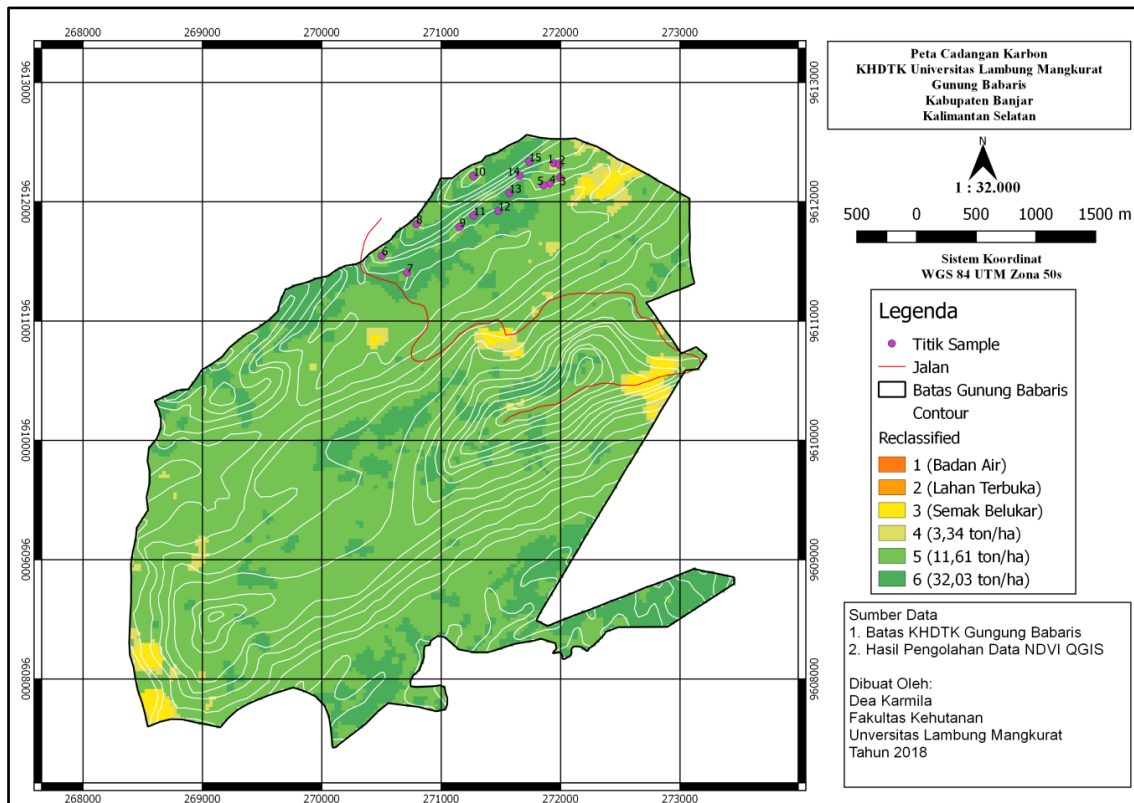 268000 269000 270000 271000 272000 273000
9613000 9613000
9612000 9612000
9611000 9611000
9610000 9610000
9609000 9609000
9608000 9608000
15 1 2
10 14 5 4 3
13
8 11 12
9
6
7
268000 269000 270000 271000 272000 273000
Peta Cadangan Karbon
KHDTK Universitas Lambung Mangkurat
Gunung Babaris
Kabupaten Banjar
Kalimantan Selatan
N
1 : 32.000
500 0 500 1000 1500 m
Sistem Koordinat
WGS 84 UTM Zona 50s
Legenda
Titik Sample
Jalan
Batas Gunung Babaris
Contour
Reclassified
1 (Badan Air)
2 (Lahan Terbuka)
3 (Semak Belukar)
4 (3,34 ton/ha)
5 (11,61 ton/ha)
6 (32,03 ton/ha)
Sumber Data
1. Batas KHDTK Gungung Babaris
2. Hasil Pengolahan Data NDVI QGIS
Dibuat Oleh:
Dea Karmila
Fakultas Kehutanan
Unversitas Lambung Mangkurat
Tahun 2018